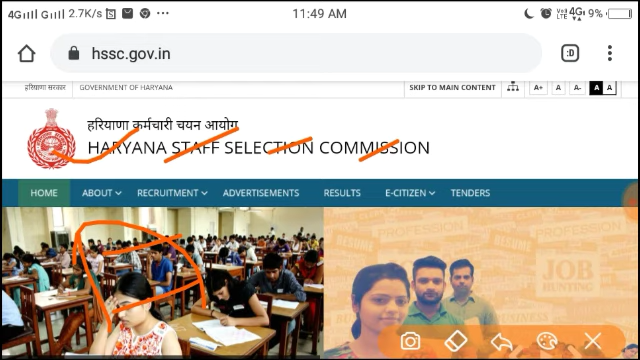 4G G 2.7K/s ... 11:49 AM Vo) LTE 4G 9%
hssc.gov.in :D
हरियाणा सरकार GOVERNMENT OF HARYANA SKIP TO MAIN CONTENT A+ A A- A A
हरियाणा कर्मचारी चयन आयोग
HARYANA STAFF SELECTION COMMISSION
HOME ABOUT RECRUITMENT ADVERTISEMENTS RESULTS E-CITIZEN TENDERS
PROFESSION
RESUME
JOB
HUNTING